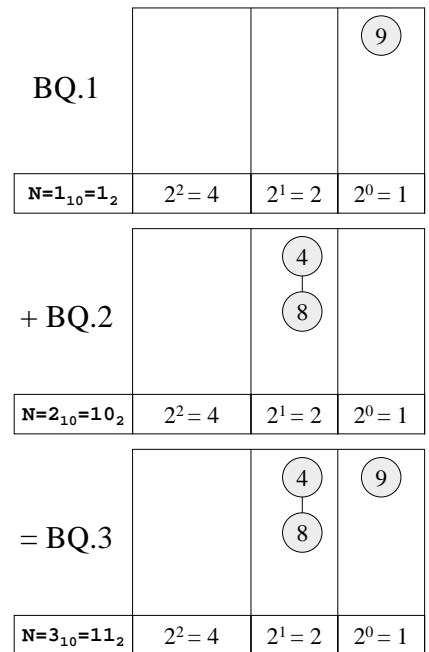 9
BQ.1
N=1₁₀=1₂ 2² = 4 2¹ = 2 2⁰ = 1
4
+ BQ.2 8
N=2₁₀=10₂ 2² = 4 2¹ = 2 2⁰ = 1
4 9
= BQ.3 8
N=3₁₀=11₂ 2² = 4 2¹ = 2 2⁰ = 1